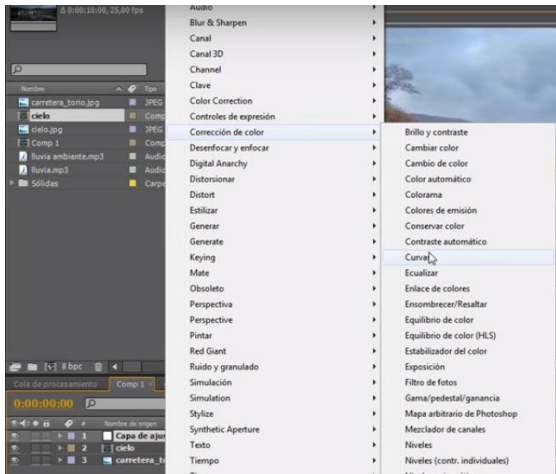 Δ 0:00:10:00, 25,00 fps
Nombre
Tipo
carretera_torio.jpg
JPEG
cielo
Comp
cielo.jpg
JPEG
Comp 1
Comp
lluvia ambiente.mp3
Audio
lluvia.mp3
Audio
Sólidas
Carpe
8 bpc
Cola de procesamiento
Comp 1
0:00:00:00
#
Nombre de origen
1
Capa de ajus
2
cielo
3
carretera_to
Audio
Blur & Sharpen
Canal
Canal 3D
Channel
Clave
Color Correction
Controles de expresión
Corrección de color
Desenfocar y enfocar
Digital Anarchy
Distorsionar
Distort
Estilizar
Generar
Generate
Keying
Mate
Obsoleto
Perspectiva
Perspective
Pintar
Red Giant
Ruido y granulado
Simulación
Simulation
Stylize
Synthetic Aperture
Texto
Tiempo
Brillo y contraste
Cambiar color
Cambio de color
Color automático
Colorama
Colores de emisión
Conservar color
Contraste automático
Curvas
Ecualizar
Enlace de colores
Ensombrecer/Resaltar
Equilibrio de color
Equilibrio de color (HLS)
Estabilizador del color
Exposición
Filtro de fotos
Gama/pedestal/ganancia
Mapa arbitrario de Photoshop
Mezclador de canales
Niveles
Niveles (contr. individuales)